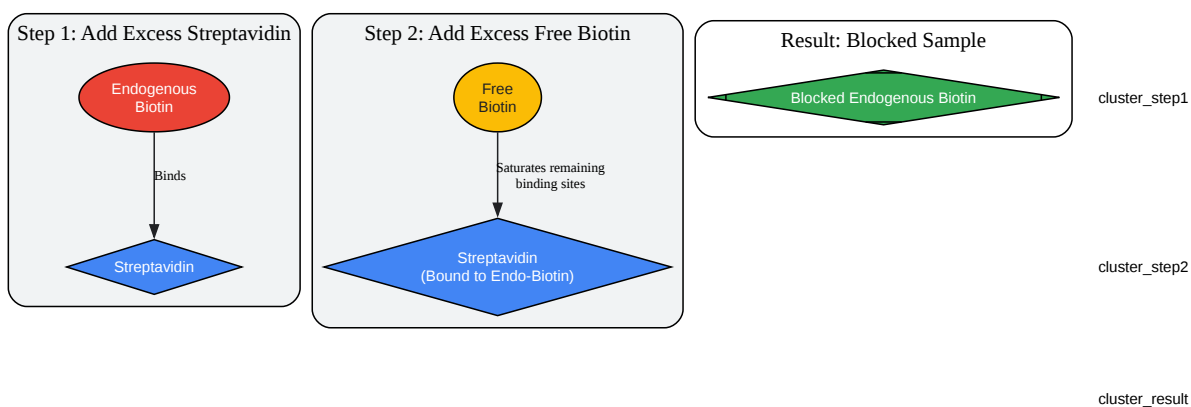 Step 1: Add Excess Streptavidin
Endogenous
Biotin
Binds
Streptavidin
Step 2: Add Excess Free Biotin
Free
Biotin
Saturates remaining
binding sites
Streptavidin
(Bound to Endo-Biotin)
Result: Blocked Sample
Blocked Endogenous Biotin
cluster_step1
cluster_step2
cluster_result